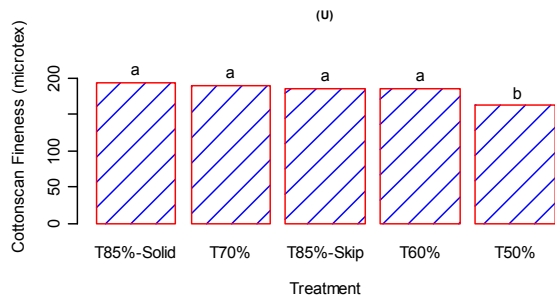 (U)
Cottonscan Fineness (microtex)
200
100
50
0
a
a
a
a
b
T85%-Solid
T70%
T85%-Skip
T60%
T50%
Treatment